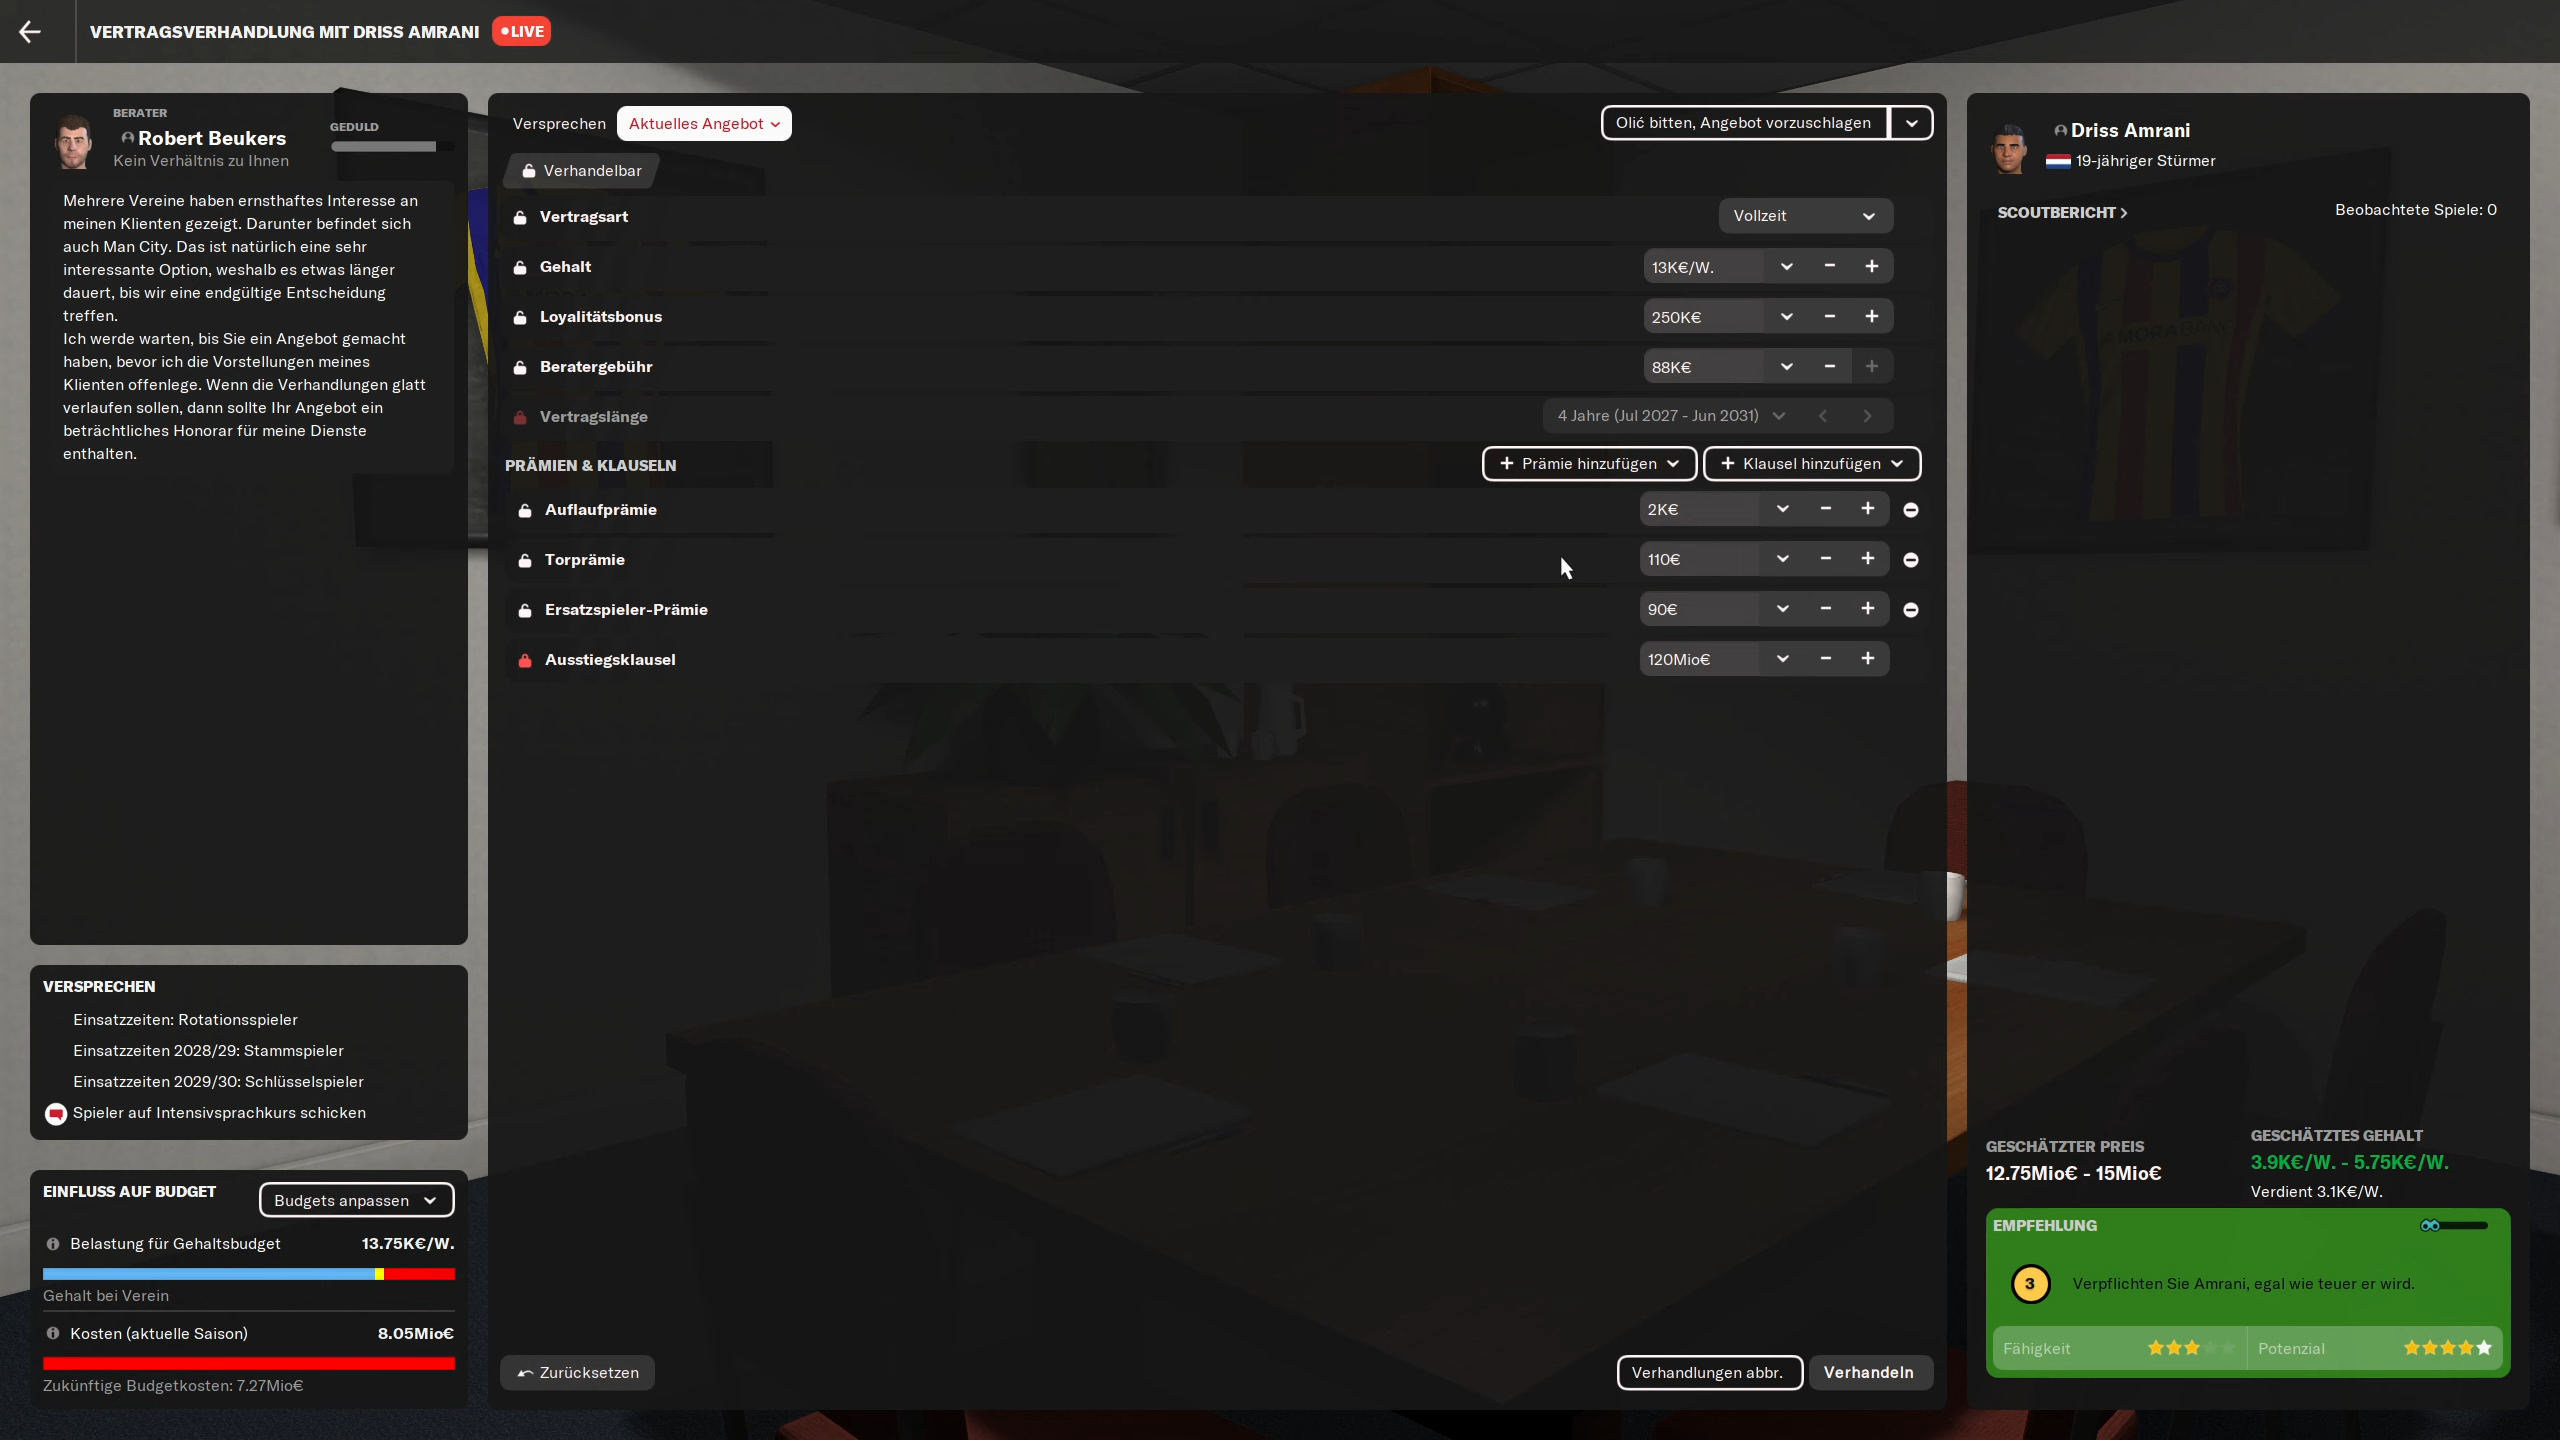 VERTRAGSVERHANDLUNG MIT DRISS AMRANI
LIVE
BERATER
Robert Beukers
Kein Verhältnis zu Ihnen
GEDULD
Mehrere Vereine haben ernsthaftes Interesse an
meinen Klienten gezeigt. Darunter befindet sich
auch Man City. Das ist natürlich eine sehr
interessante Option, weshalb es etwas länger
dauert, bis wir eine endgültige Entscheidung
treffen.
Ich werde warten, bis Sie ein Angebot gemacht
haben, bevor ich die Vorstellungen meines
Klienten offenlege. Wenn die Verhandlungen glatt
verlaufen sollen, dann sollte Ihr Angebot ein
beträchtliches Honorar für meine Dienste
enthalten.
VERSPRECHEN
Einsatzzeiten: Rotationsspieler
Einsatzzeiten 2028/29: Stammspieler
Einsatzzeiten 2029/30: Schlüsselspieler
Spieler auf Intensivsprachkurs schicken
EINFLUSS AUF BUDGET
Budgets anpassen
Belastung für Gehaltsbudget 13.75K€/W.
Gehalt bei Verein
Kosten (aktuelle Saison) 8.05Mio€
Zukünftige Budgetkosten: 7.27Mio€
Versprechen Aktuelles Angebot
Olić bitten, Angebot vorzuschlagen
Verhandelbar
Vertragsart Vollzeit
Gehalt 13K€/W.
Loyalitätsbonus 250K€
Beratergebühr 88K€
Vertragslänge 4 Jahre (Jul 2027 - Jun 2031)
PRÄMIEN & KLAUSELN
Prämie hinzufügen
Klausel hinzufügen
Auflaufprämie 2K€
Torprämie 110€
Ersatzspieler-Prämie 90€
Ausstiegsklausel 120Mio€
Zurücksetzen
Verhandlungen abbr.
Verhandeln
Driss Amrani
19-jähriger Stürmer
SCOUTBERICHT
Beobachtete Spiele: 0
MORABANC
GESCHÄTZTER PREIS
12.75Mio€ - 15Mio€
GESCHÄTZTES GEHALT
3.9K€/W. - 5.75K€/W.
Verdient 3.1K€/W.
EMPFEHLUNG
3
Verpflichten Sie Amrani, egal wie teuer er wird.
Fähigkeit
Potenzial